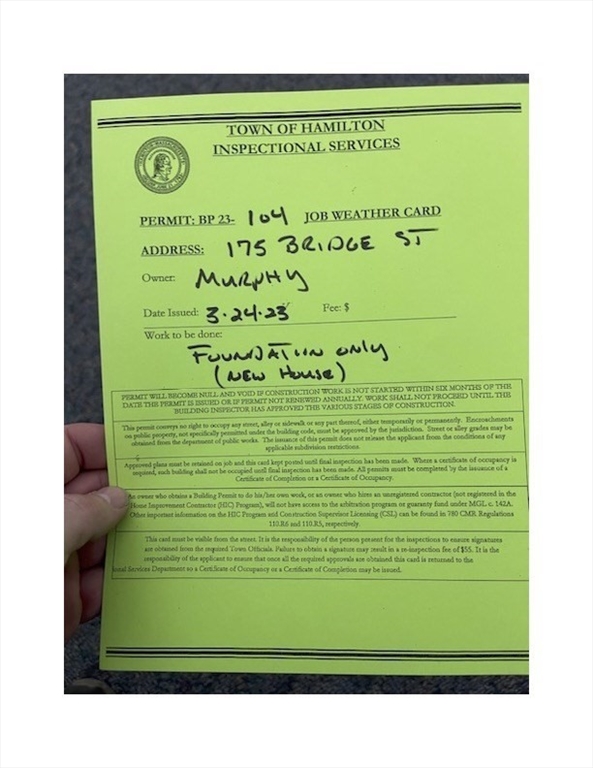 TOWN OF HAMILTON
INSPECTIONAL SERVICES
PERMIT: BP 23- 104 JOB WEATHER CARD
ADDRESS: 175 BRIDGE ST
Owner: MURPHY
Date Issued: 3-24-23 Fee: $
Work to be done:
FOUNDATION ONLY
(NEW HOUSE)
PERMIT WILL BECOME NULL AND VOID IF CONSTRUCTION WORK IS NOT STARTED WITHIN SIX MONTHS OF THE
DATE THE PERMIT IS ISSUED OR IF PERMIT NOT RENEWED ANNUALLY. WORK SHALL NOT PROCEED UNTIL THE
BUILDING INSPECTOR HAS APPROVED THE VARIOUS STAGES OF CONSTRUCTION.
This permit conveys no right to occupy any street, alley or sidewalk or any part thereof, either temporarily or permanently. Encroachments
on public property, not specifically permitted under the building code, must be approved by the jurisdiction. Street or alley grades may be
obtained from the department of public works. The issuance of this permit does not release the applicant from the conditions of any
applicable subdivision restrictions.
Approved plans must be retained on job and this card kept posted until final inspection has been made. Where a certificate of occupancy is
required, such building shall not be occupied until final inspection has been made. All permits must be completed by the issuance of a
Certificate of Completion or a Certificate of Occupancy.
An owner who obtains a Building Permit to do his/her own work, or an owner who hires an unregistered contractor (not registered in the
Home Improvement Contractor (HIC) Program), will not have access to the arbitration program or guaranty fund under MGL c. 142A.
Other important information on the HIC Program and Construction Supervisor Licensing (CSL) can be found in 780 CMR Regulations
110.R6 and 110.R5, respectively.
This card must be visible from the street. It is the responsibility of the person present for the inspections to ensure signatures
are obtained from the required Town Officials. Failure to obtain a signature may result in a re-inspection fee of $55. It is the
responsibility of the applicant to ensure that once all the required approvals are obtained this card is returned to the
ional Services Department so a Certificate of Occupancy or a Certificate of Completion may be issued.